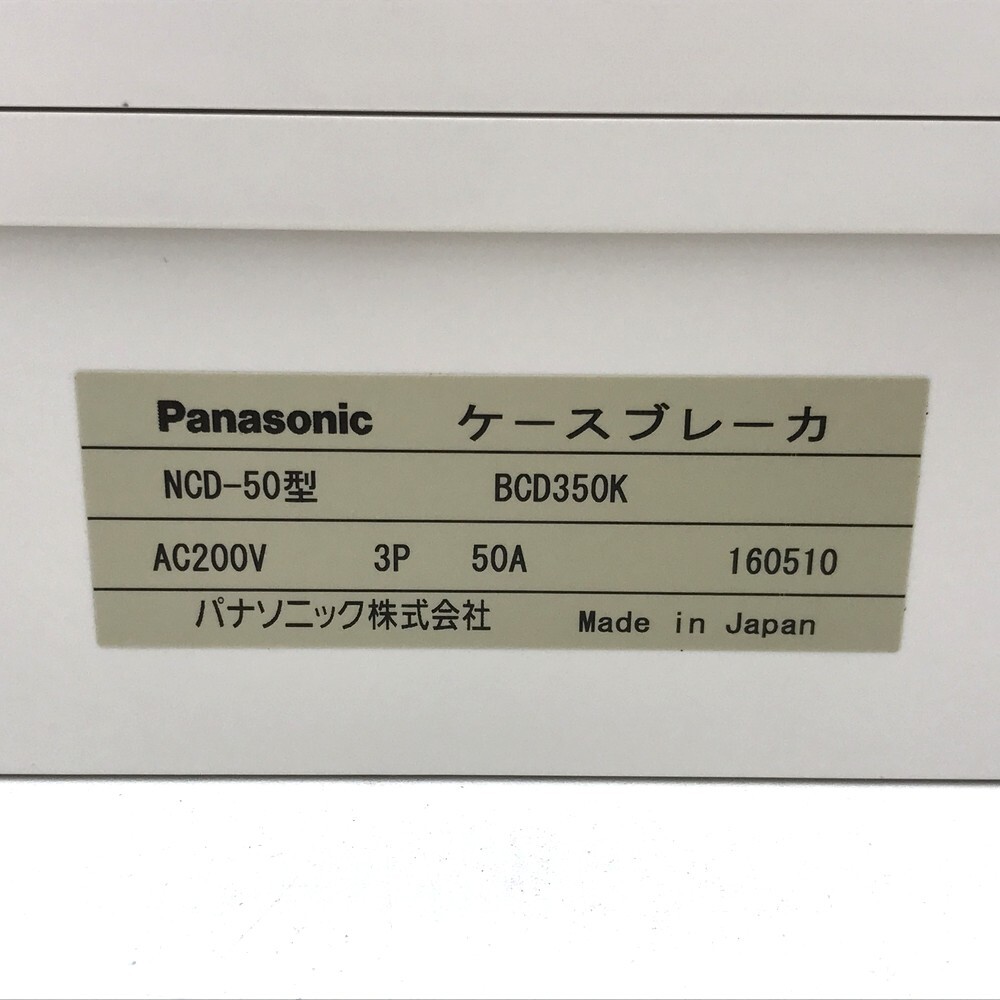 Panasonic ケースブレーカ
NCD-50型 BCD350K
AC200V 3P 50A 160510
パナソニック株式会社 Made in Japan